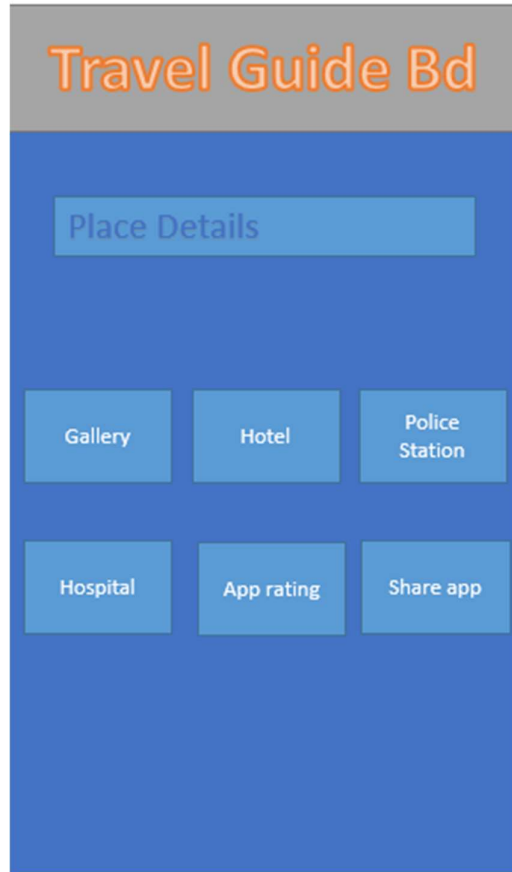 Travel Guide Bd
Place Details
Gallery
Hotel
Police
Station
Hospital
App rating
Share app